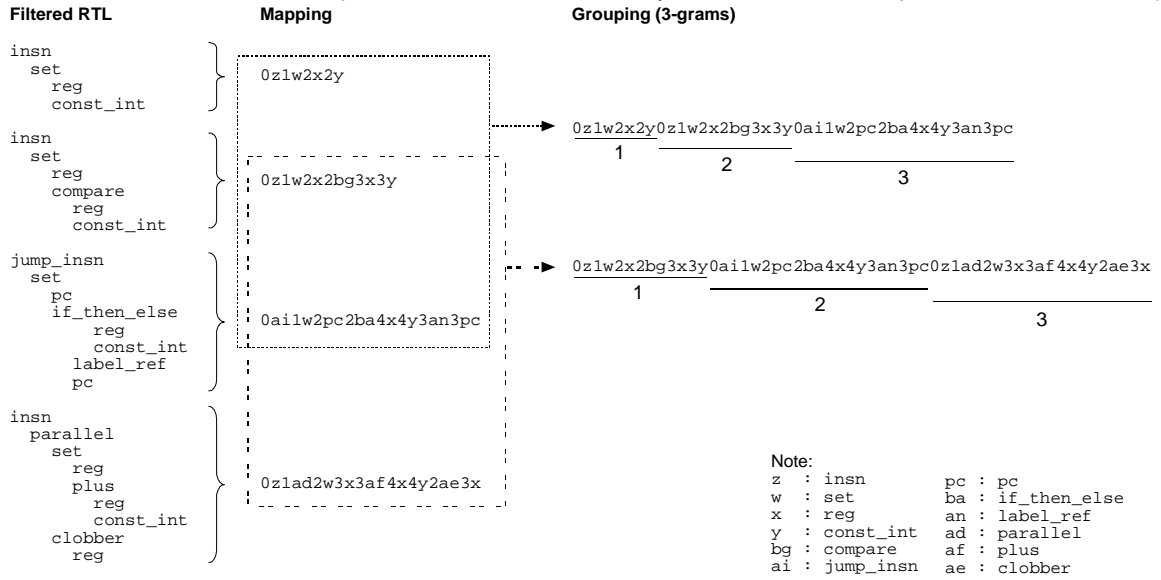 Filtered RTL
Mapping
Grouping (3-grams)
insn
set
reg
const_int
0z1w2x2y
insn
set
reg
compare
reg
const_int
0z1w2x2bg3x3y
jump_insn
set
pc
if_then_else
reg
const_int
label_ref
pc
0ai1w2pc2ba4x4y3an3pc
insn
parallel
set
reg
plus
reg
const_int
clobber
reg
0z1ad2w3x3af4x4y2ae3x
0z1w2x2y0z1w2x2bg3x3y0ai1w2pc2ba4x4y3an3pc
1
2
3
0z1w2x2bg3x3y0ai1w2pc2ba4x4y3an3pc0z1ad2w3x3af4x4y2ae3x
1
2
3
Note:
z : insn
w : set
x : reg
y : const_int
bg : compare
ai : jump_insn
pc : pc
ba : if_then_else
an : label_ref
ad : parallel
af : plus
ae : clobber